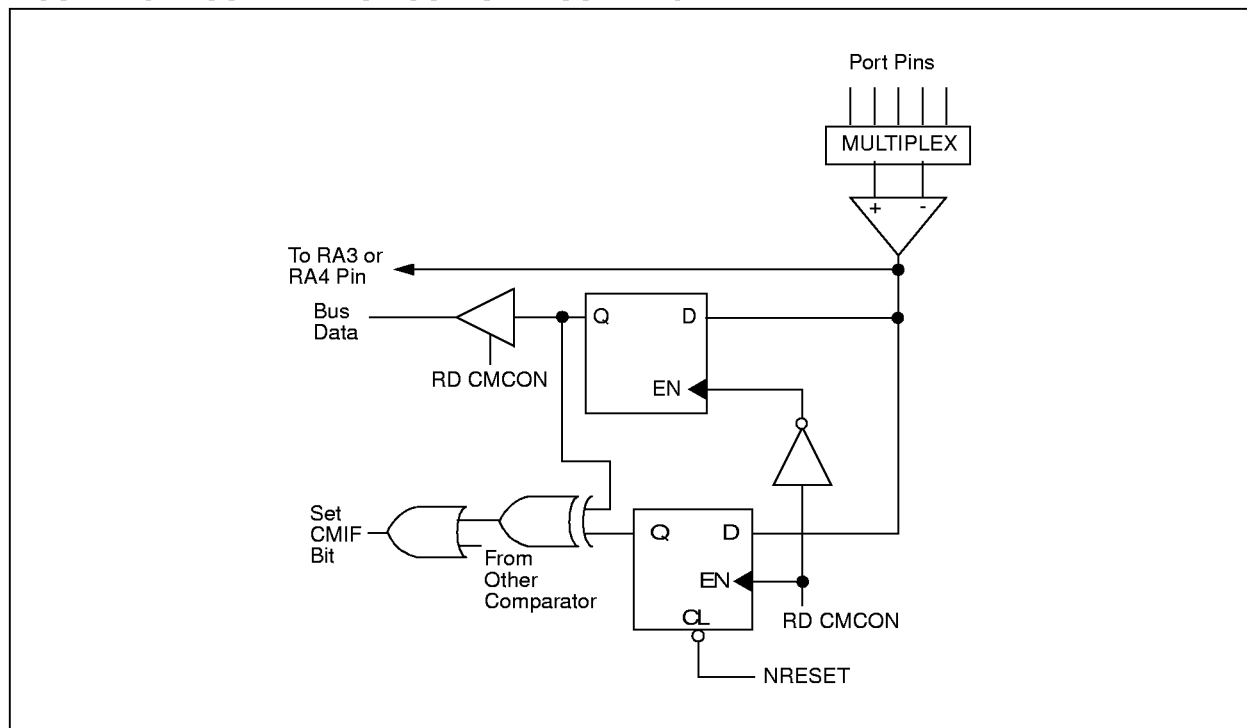 Port Pins
MULTIPLEX
+ -
To RA3 or
RA4 Pin
Bus
Data
Q D
EN
RD CMCON
Set
CMIF
Bit
From
Other
Comparator
Q D
EN
CL
RD CMCON
NRESET